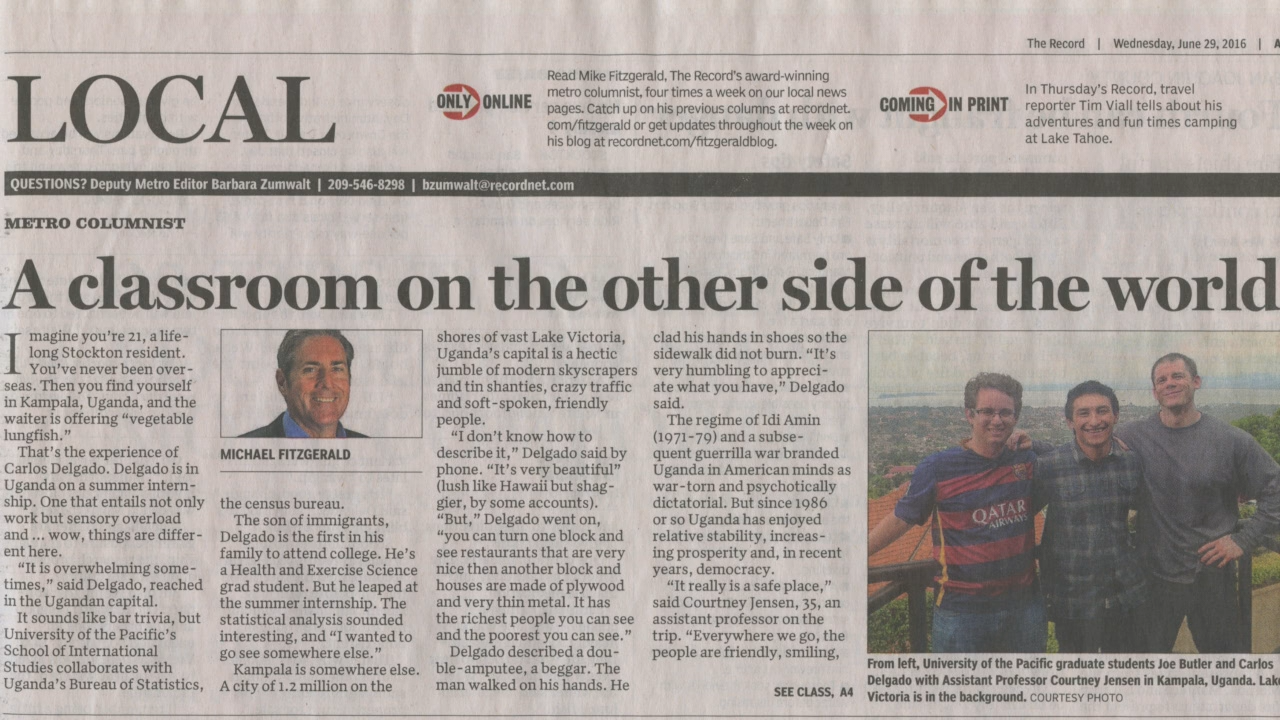 The Record | Wednesday, June 29, 2016 | A
LOCAL
ONLY ONLINE
Read Mike Fitzgerald, The Record's award-winning
metro columnist, four times a week on our local news
pages. Catch up on his previous columns at recordnet.
com/fitzgerald or get updates throughout the week on
his blog at recordnet.com/fitzgeraldblog.
COMING IN PRINT
In Thursday's Record, travel
reporter Tim Viall tells about his
adventures and fun times camping
at Lake Tahoe.
QUESTIONS? Deputy Metro Editor Barbara Zumwalt | 209-546-8298 | bzumwalt@recordnet.com
METRO COLUMNIST
A classroom on the other side of the world
Imagine you're 21, a life-
long Stockton resident.
You've never been over-
seas. Then you find yourself
in Kampala, Uganda, and the
waiter is offering "vegetable
lungfish."
That's the experience of
Carlos Delgado. Delgado is in
Uganda on a summer intern-
ship. One that entails not only
work but sensory overload
and ... wow, things are differ-
ent here.
"It is overwhelming some-
times," said Delgado, reached
in the Ugandan capital.
It sounds like bar trivia, but
University of the Pacific's
School of International
Studies collaborates with
Uganda's Bureau of Statistics,
MICHAEL FITZGERALD
the census bureau.
The son of immigrants,
Delgado is the first in his
family to attend college. He's
a Health and Exercise Science
grad student. But he leaped at
the summer internship. The
statistical analysis sounded
interesting, and "I wanted to
go see somewhere else."
Kampala is somewhere else.
A city of 1.2 million on the
shores of vast Lake Victoria,
Uganda's capital is a hectic
jumble of modern skyscrapers
and tin shanties, crazy traffic
and soft-spoken, friendly
people.
"I don't know how to
describe it," Delgado said by
phone. "It's very beautiful"
(lush like Hawaii but shag-
gier, by some accounts).
"But," Delgado went on,
"you can turn one block and
see restaurants that are very
nice then another block and
houses are made of plywood
and very thin metal. It has
the richest people you can see
and the poorest you can see."
Delgado described a dou-
ble-amputee, a beggar. The
man walked on his hands. He
clad his hands in shoes so the
sidewalk did not burn. "It's
very humbling to appreci-
ate what you have," Delgado
said.
The regime of Idi Amin
(1971-79) and a subse-
quent guerrilla war branded
Uganda in American minds as
war-torn and psychotically
dictatorial. But since 1986
or so Uganda has enjoyed
relative stability, increas-
ing prosperity and, in recent
years, democracy.
"It really is a safe place,"
said Courtney Jensen, 35, an
assistant professor on the
trip. "Everywhere we go, the
people are friendly, smiling,
SEE CLASS, A4
QATAR
AIRWAYS
From left, University of the Pacific graduate students Joe Butler and Carlos
Delgado with Assistant Professor Courtney Jensen in Kampala, Uganda. Lake
Victoria is in the background. COURTESY PHOTO